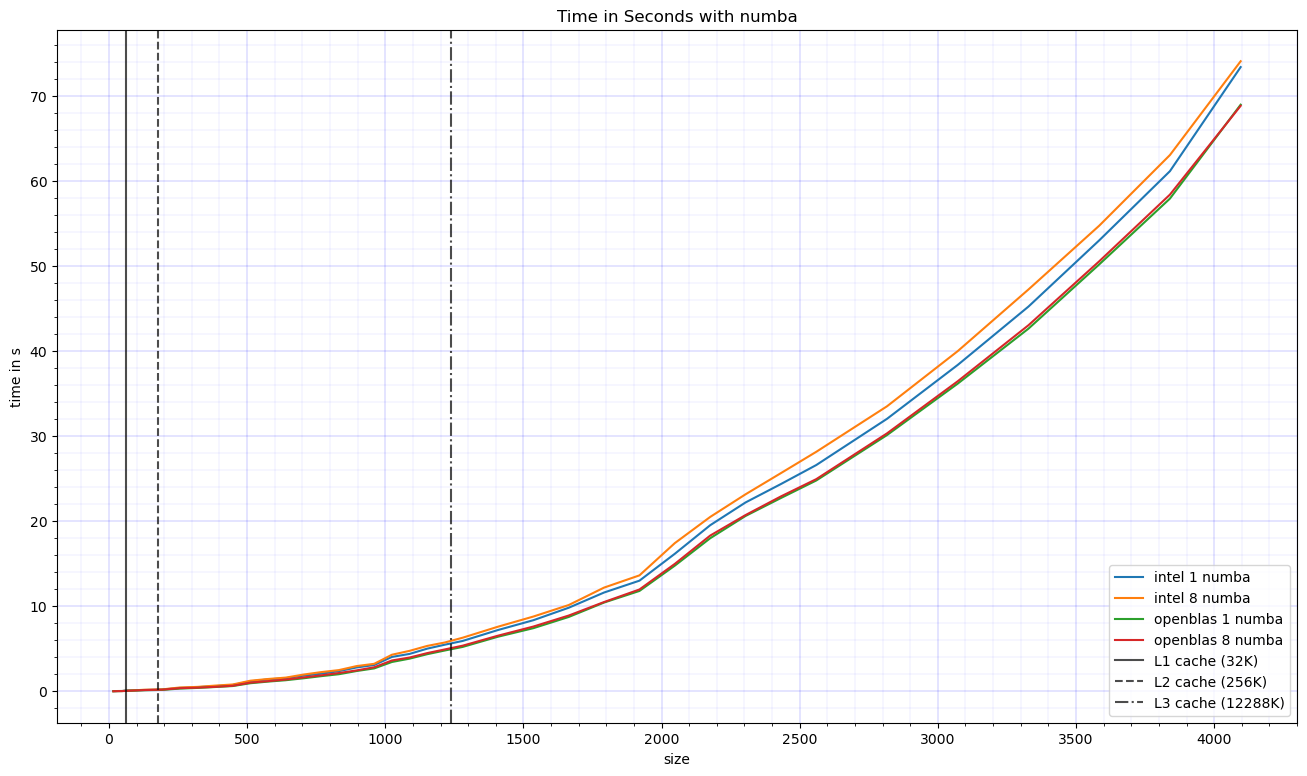 Time in Seconds with numba
time in s
70
60
50
40
30
20
10
0
0 500 1000 1500 2000 2500 3000 3500 4000
size
intel 1 numba
intel 8 numba
openblas 1 numba
openblas 8 numba
L1 cache (32K)
L2 cache (256K)
L3 cache (12288K)